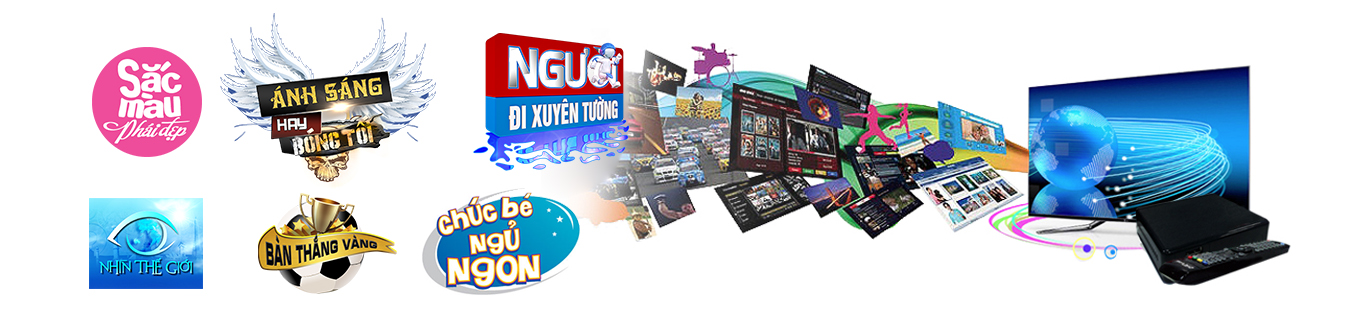 Sắc
màu
Phái đẹp
ÁNH SÁNG
HAY
BÓNG TỐI
NGƯỜI
ĐI XUYÊN TƯỜNG
NHÌN THẾ GIỚI
BÀN THẮNG VÀNG
CHÚC BÉ
NGỦ
NGON